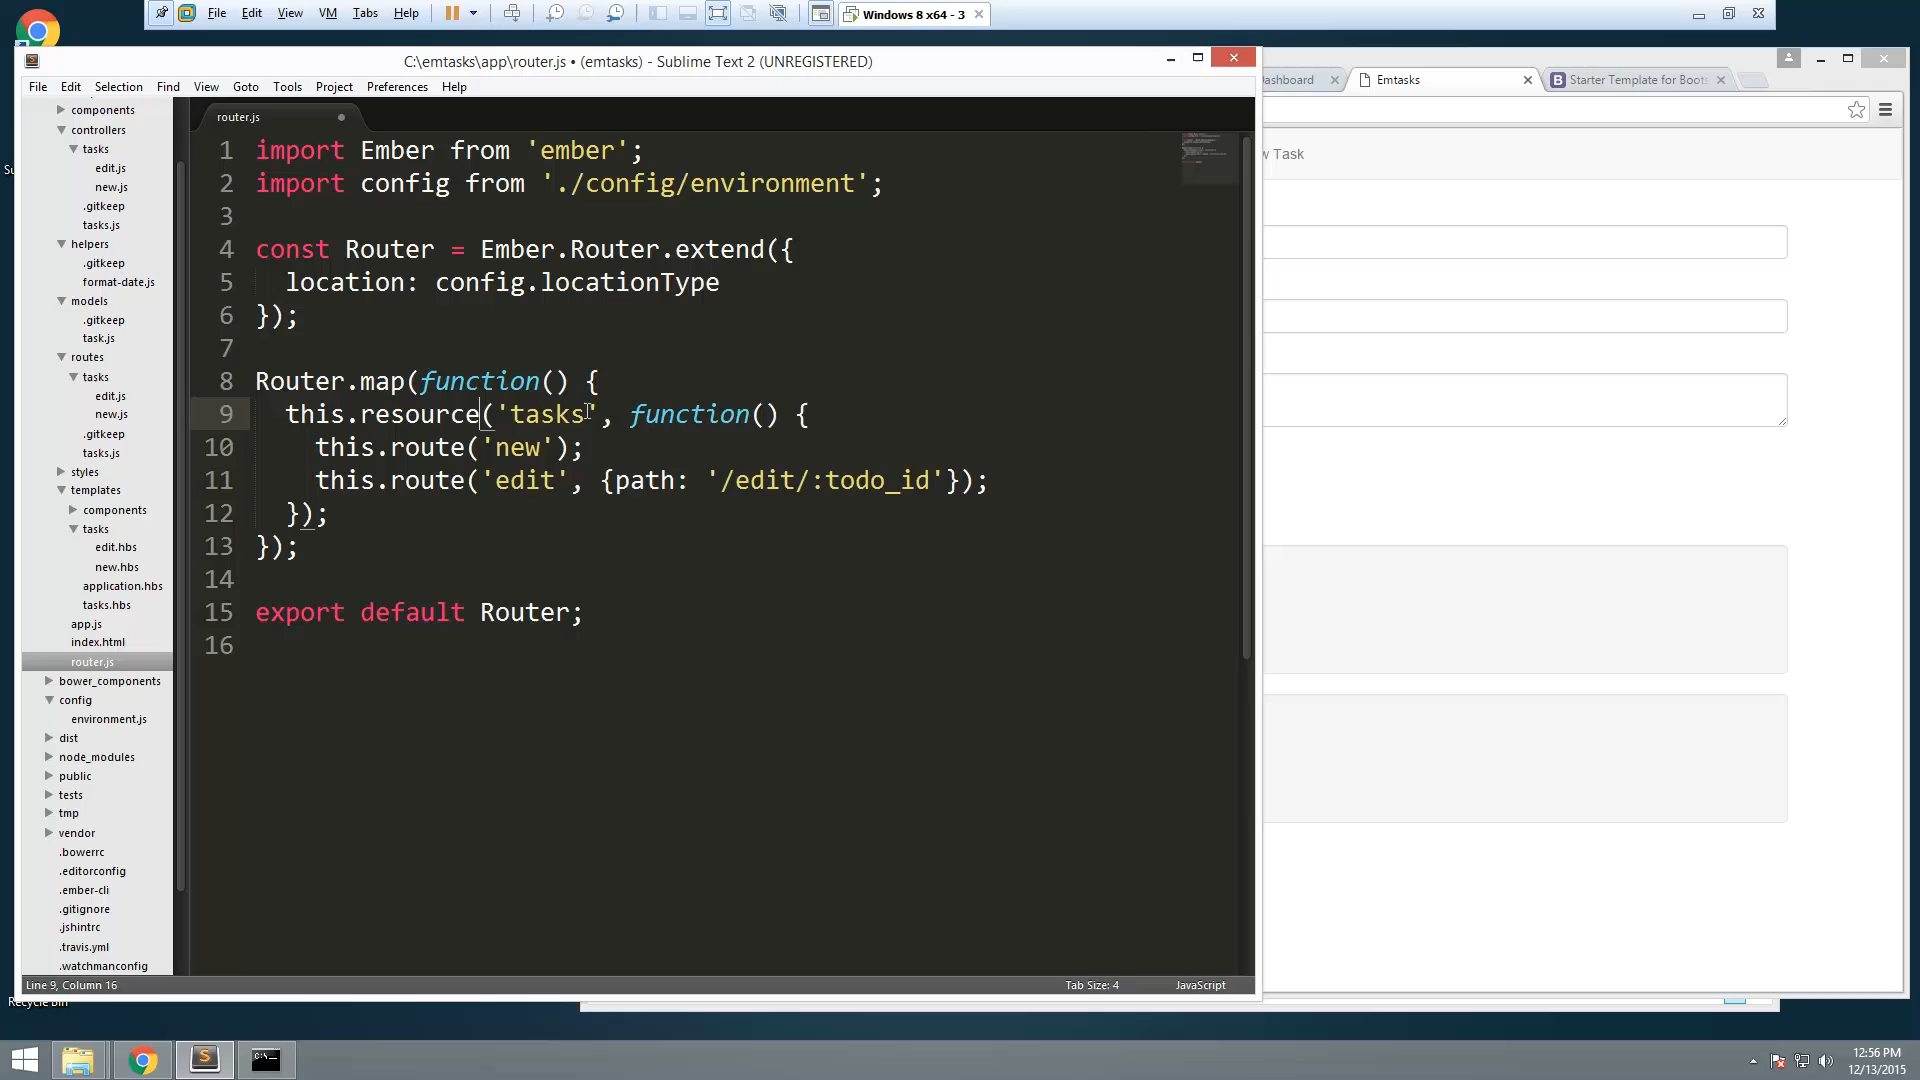 File Edit View VM Tabs Help
Windows 8 x64 - 3
C:\emtasks\app\router.js • (emtasks) - Sublime Text 2 (UNREGISTERED)
File Edit Selection Find View Goto Tools Project Preferences Help
components
controllers
tasks
edit.js
new.js
.gitkeep
tasks.js
helpers
.gitkeep
format-date.js
models
.gitkeep
task.js
routes
tasks
edit.js
new.js
.gitkeep
tasks.js
styles
templates
components
tasks
edit.hbs
new.hbs
application.hbs
tasks.hbs
app.js
index.html
router.js
bower_components
config
environment.js
dist
node_modules
public
tests
tmp
vendor
.bowerrc
.editorconfig
.ember-cli
.gitignore
.jshintrc
.travis.yml
.watchmanconfig
router.js
1 import Ember from 'ember';
2 import config from './config/environment';
3
4 const Router = Ember.Router.extend({
5 location: config.locationType
6 });
7
8 Router.map(function() {
9 this.resource('tasks', function() {
10 this.route('new');
11 this.route('edit', {path: '/edit/:todo_id'});
12 });
13 });
14
15 export default Router;
16
Line 9, Column 16
Tab Size: 4
JavaScript
Dashboard
Emtasks
Starter Template for Boots
w Task
Recycle Bin
12:56 PM
12/13/2015